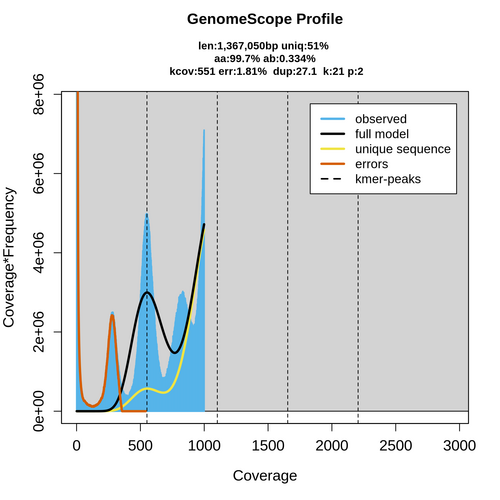 GenomeScope Profile
len:1,367,050bp uniq:51%
aa:99.7% ab:0.334%
kcov:551 err:1.81% dup:27.1 k:21 p:2
observed
full model
unique sequence
errors
kmer-peaks
Coverage*Frequency
8e+06
6e+06
4e+06
2e+06
0e+00
0 500 1000 1500 2000 2500 3000
Coverage